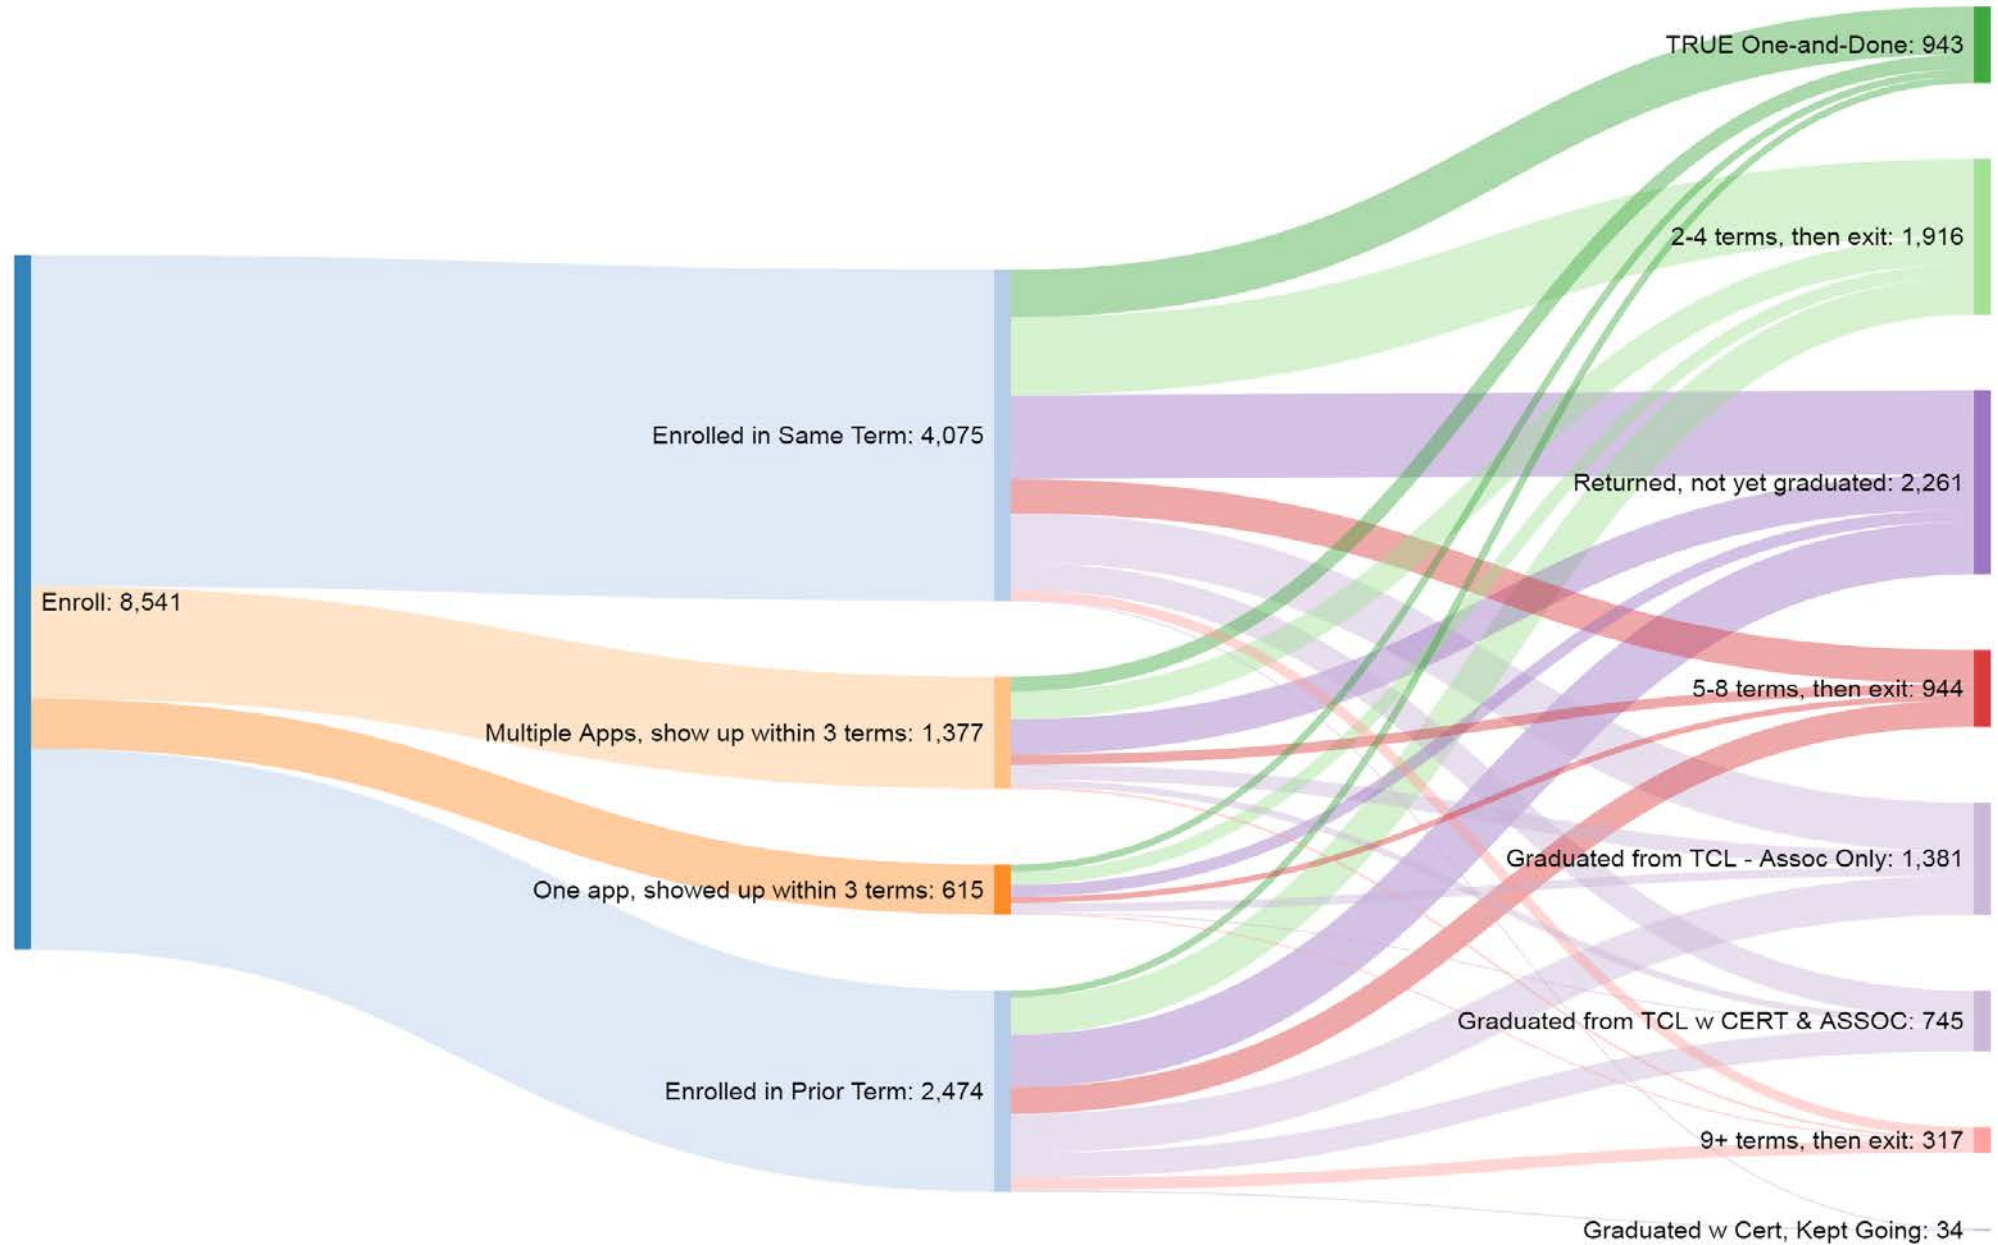 TRUE One-and-Done: 943
2-4 terms, then exit: 1,916
Enrolled in Same Term: 4,075
Returned, not yet graduated: 2,261
Enroll: 8,541
5-8 terms, then exit: 944
Multiple Apps, show up within 3 terms: 1,377
Graduated from TCL - Assoc Only: 1,381
One app, showed up within 3 terms: 615
Graduated from TCL w CERT & ASSOC: 745
Enrolled in Prior Term: 2,474
9+ terms, then exit: 317
Graduated w Cert, Kept Going: 34